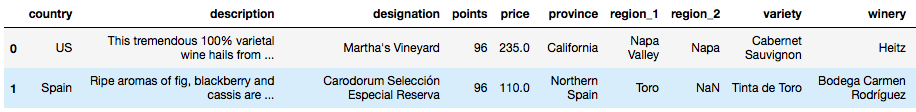 country description designation points price province region_1 region_2 variety winery
0 US This tremendous 100% varietal wine hails from ... Martha's Vineyard 96 235.0 California Napa Valley Napa Cabernet Sauvignon Heitz
1 Spain Ripe aromas of fig, blackberry and cassis are ... Carodorum Selección Especial Reserva 96 110.0 Northern Spain Toro NaN Tinta de Toro Bodega Carmen Rodríguez